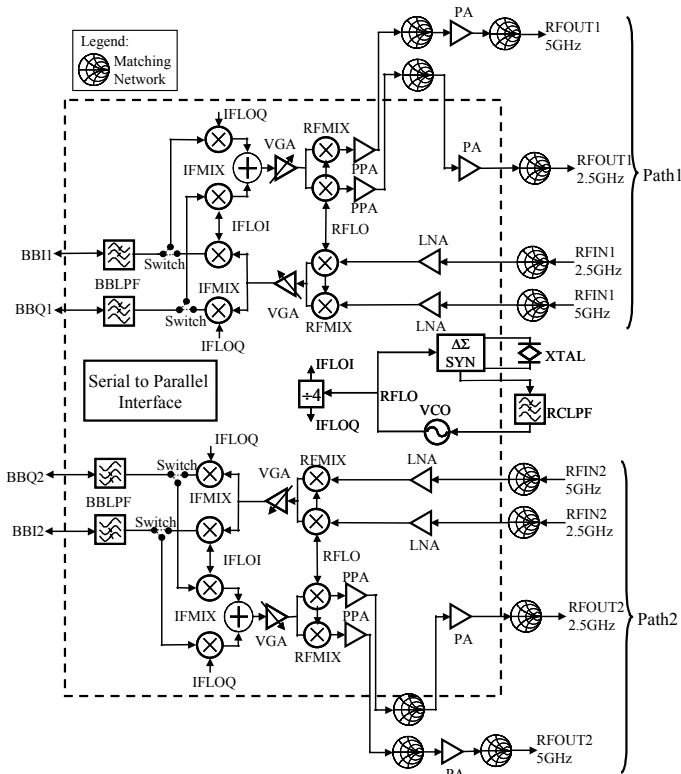 Legend:
Matching
Network
PA
RFOUT1
5GHz
IFLOQ
VGA
RFMIX
PPA
PPA
IFMIX
PA
RFOUT1
2.5GHz
Path1
IFLOI
RFLO
BBI1
BBLPF
Switch
LNA
RFIN1
2.5GHz
BBQ1
Switch
IFMIX
IFLOQ
VGA
RFMIX
LNA
RFIN1
5GHz
Serial to Parallel
Interface
IFLOI
÷4
IFLOQ
RFLO
ΔΣ
SYN
XTAL
VCO
RCLPF
IFLOQ
BBQ2
BBLPF
Switch
IFMIX
VGA
RFMIX
LNA
RFIN2
5GHz
BBI2
Switch
LNA
RFIN2
2.5GHz
IFLOI
RFLO
IFMIX
VGA
RFMIX
PPA
PPA
PA
RFOUT2
2.5GHz
Path2
IFLOQ
PA
RFOUT2
5GHz